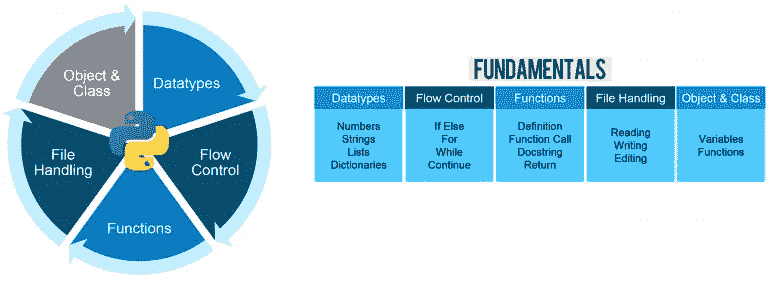 Object &
Class
Datatypes
File
Handling
Flow
Control
Functions
FUNDAMENTALS
Datatypes Flow Control Functions File Handling Object & Class
Numbers
Strings
Lists
Dictionaries
If Else
For
While
Continue
Definition
Function Call
Docstring
Return
Reading
Writing
Editing
Variables
Functions